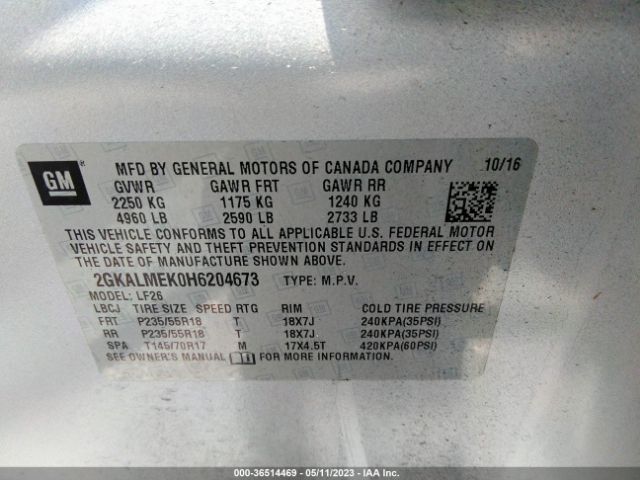 GM
MFD BY GENERAL MOTORS OF CANADA COMPANY 10/16
GVWR GAWR FRT GAWR RR
2250 KG 1175 KG 1240 KG
4960 LB 2590 LB 2733 LB
THIS VEHICLE CONFORMS TO ALL APPLICABLE U.S. FEDERAL MOTOR
VEHICLE SAFETY AND THEFT PREVENTION STANDARDS IN EFFECT ON
THE DATE OF MANUFACTURE SHOWN ABOVE.
2GKALMEK0H6204673 TYPE: M.P.V.
MODEL: LF26
LBCJ TIRE SIZE SPEED RTG RIM COLD TIRE PRESSURE
FRT P235/55R18 T 18X7J 240KPA(35PSI)
RR P235/55R18 T 18X7J 240KPA(35PSI)
SPA T145/70R17 M 17X4.5T 420KPA(60PSI)
SEE OWNER'S MANUAL FOR MORE INFORMATION
000-36514469 - 05/11/2023 - IAA Inc.